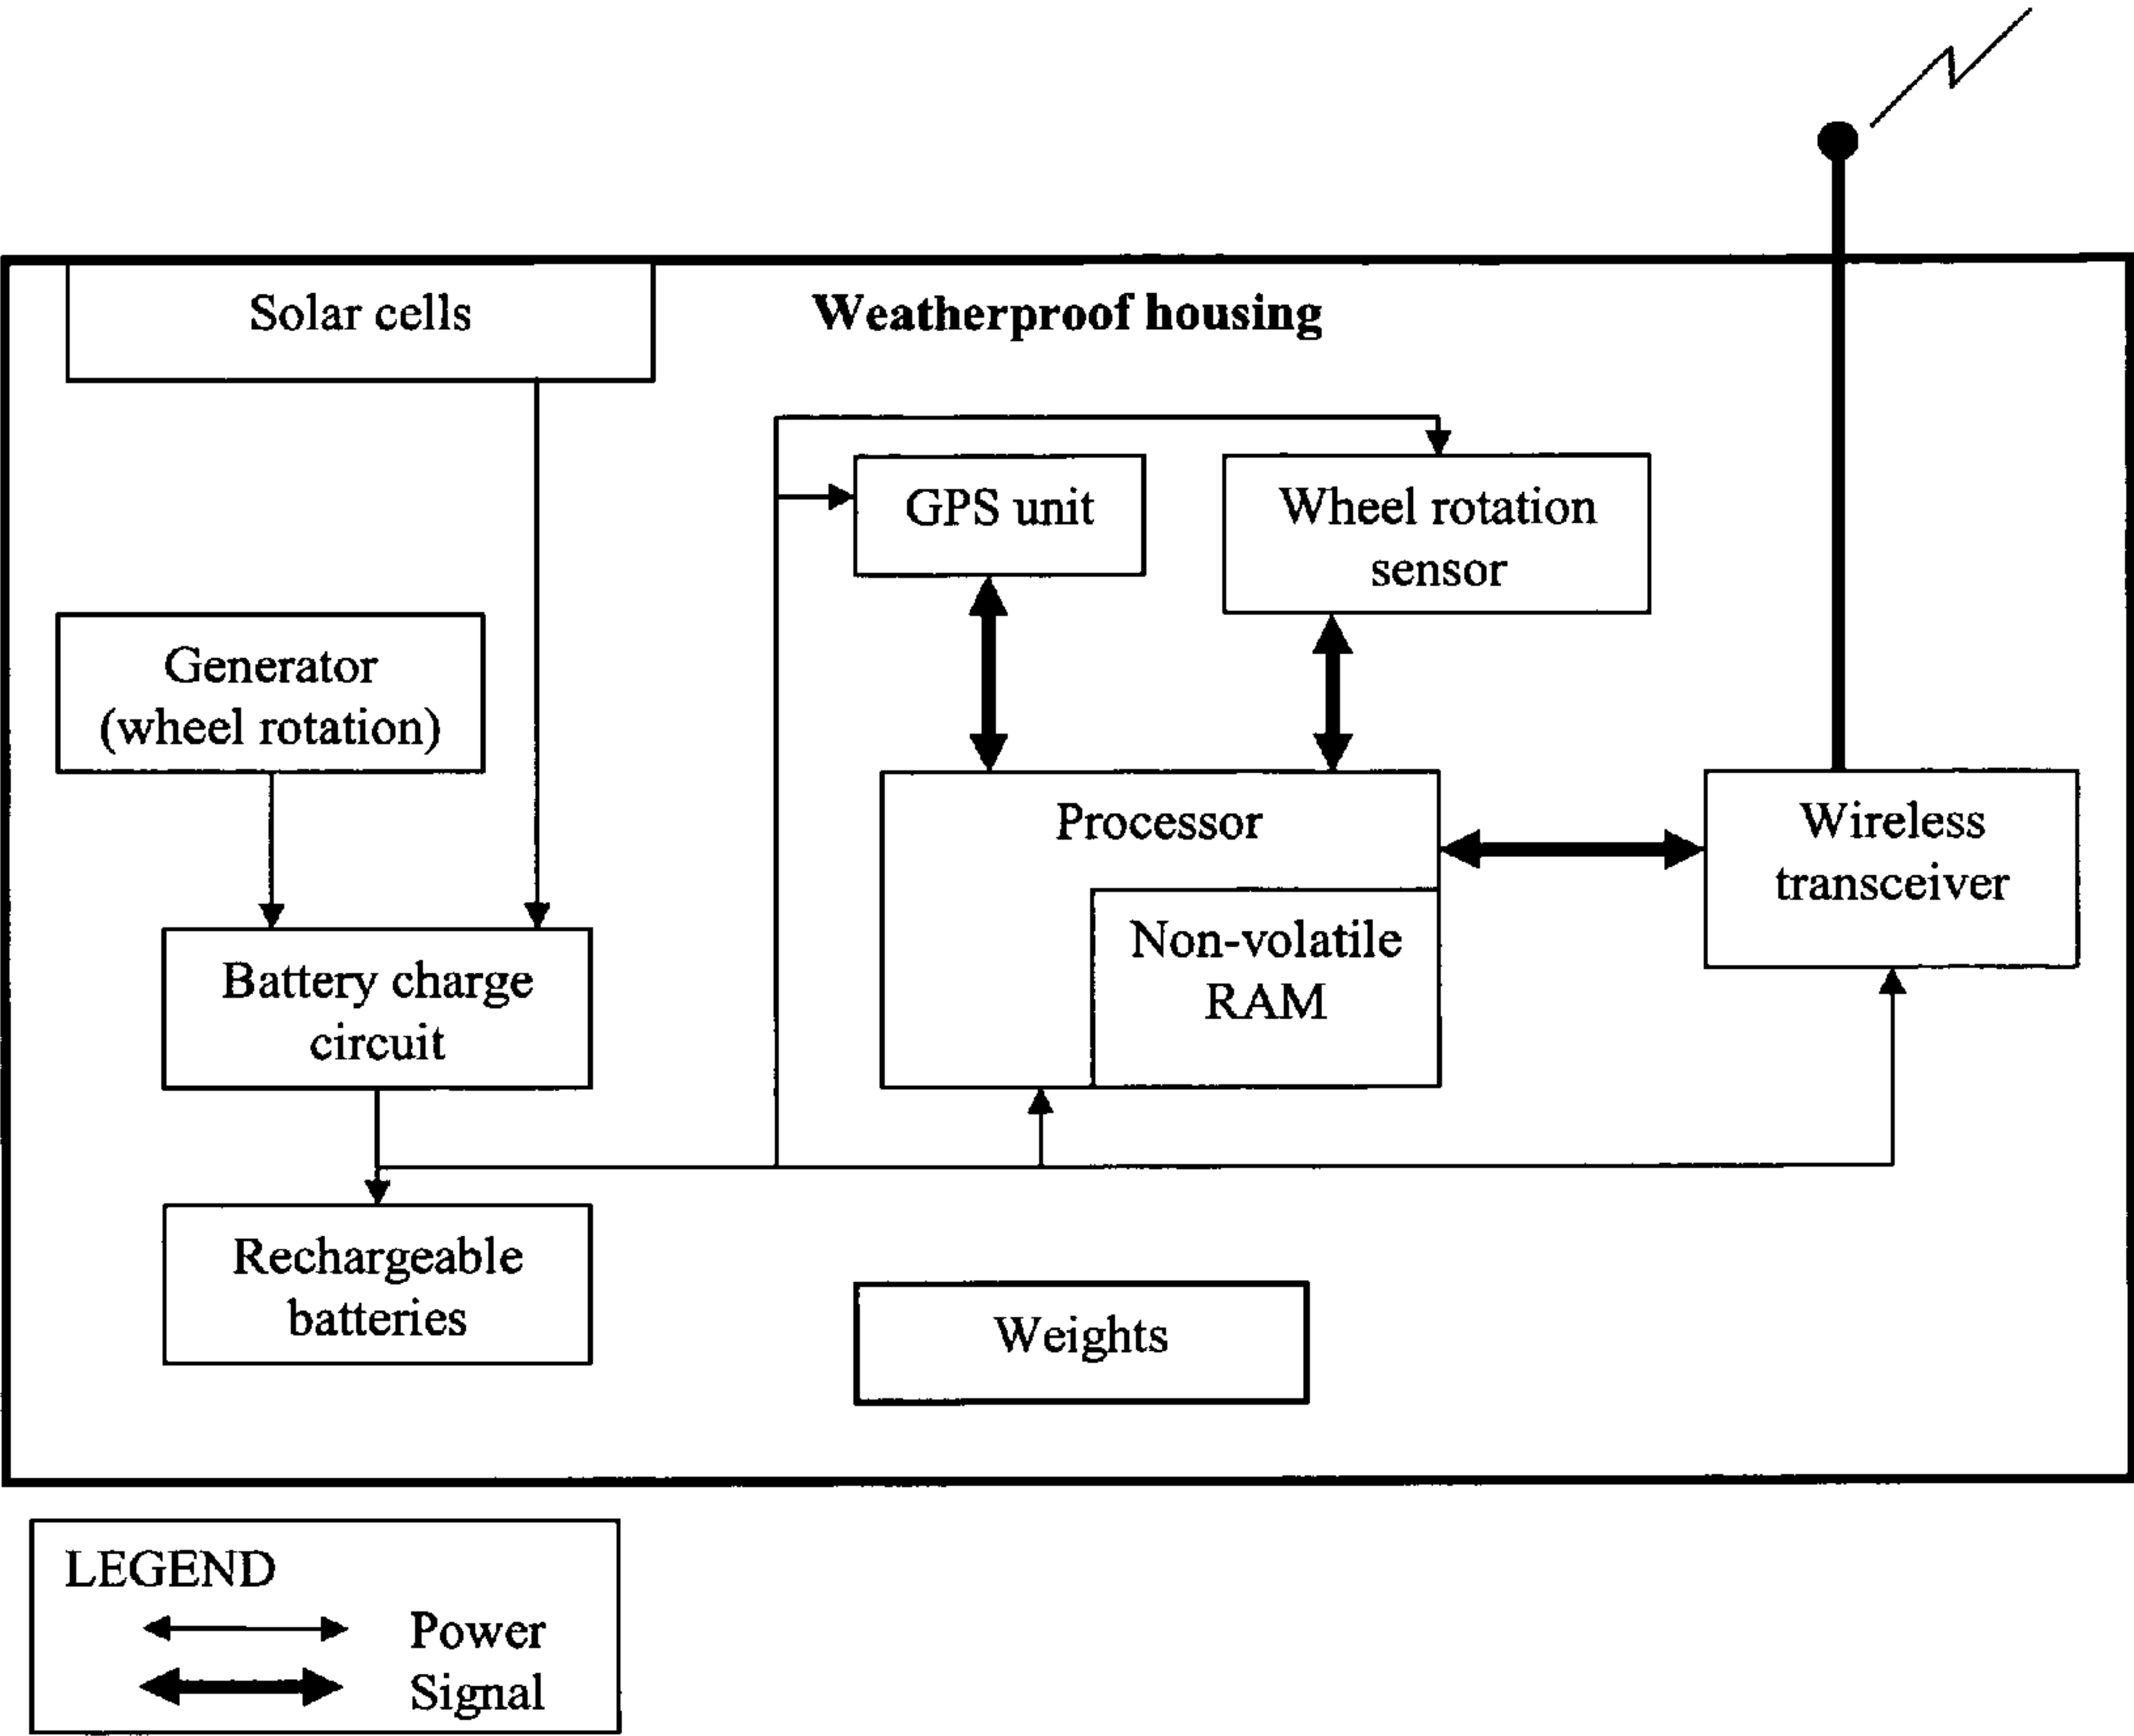 Solar cells
Weatherproof housing
GPS unit
Wheel rotation
sensor
Generator
(wheel rotation)
Processor
Wireless
transceiver
Non-volatile
RAM
Battery charge
circuit
Rechargeable
batteries
Weights
LEGEND
Power
Signal